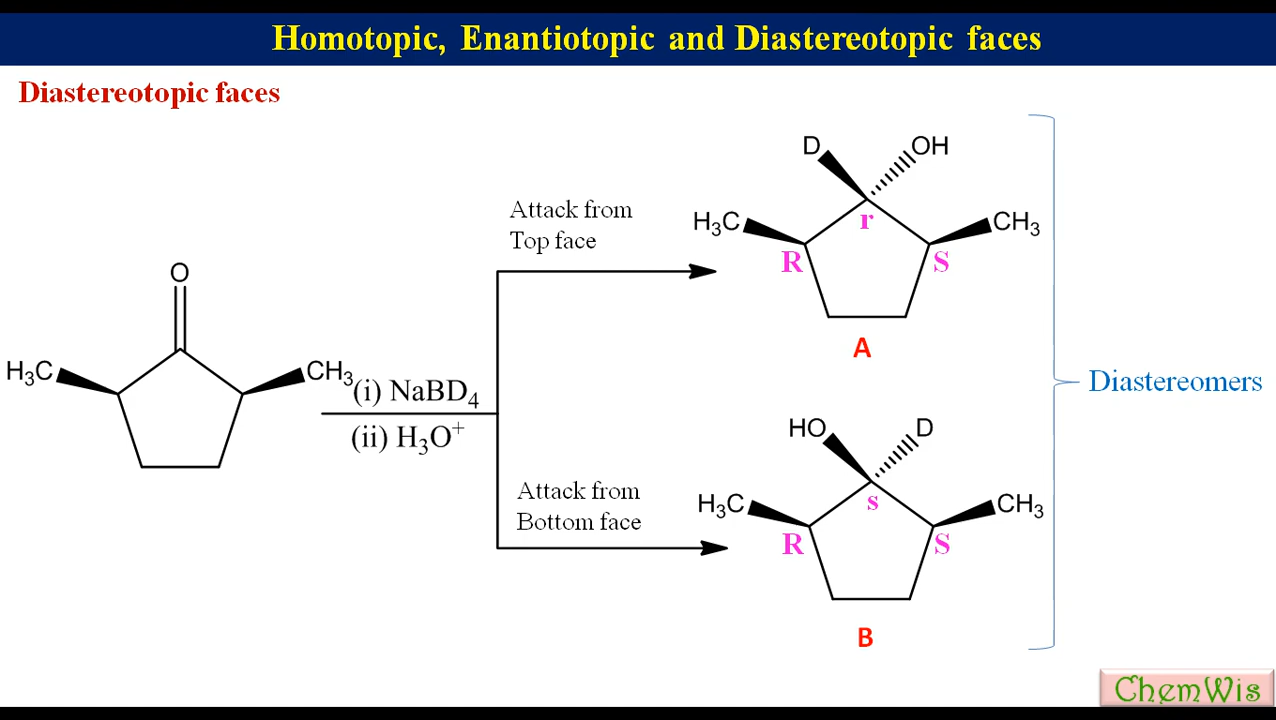 Homotopic, Enantiotopic and Diastereotopic faces
Diastereotopic faces
O
H₃C
CH₃
(i) NaBD₄
(ii) H₃O⁺
Attack from
Top face
D
OH
H₃C
CH₃
r
R
S
A
Attack from
Bottom face
HO
D
H₃C
CH₃
s
R
S
B
Diastereomers
ChemWis